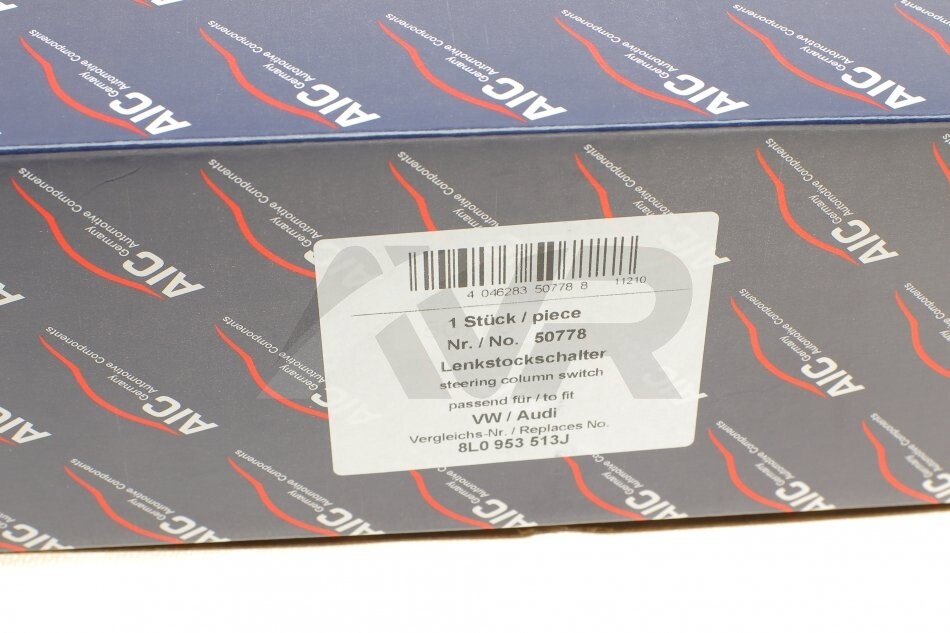 AIC Germany
Automotive Components
4 046283 50778 8
11210
1 Stück / piece
Nr. / No. 50778
Lenkstockschalter
steering column switch
passend für / to fit
VW / Audi
Vergleichs-Nr. / Replaces No.
8L0 953 513J
AVR